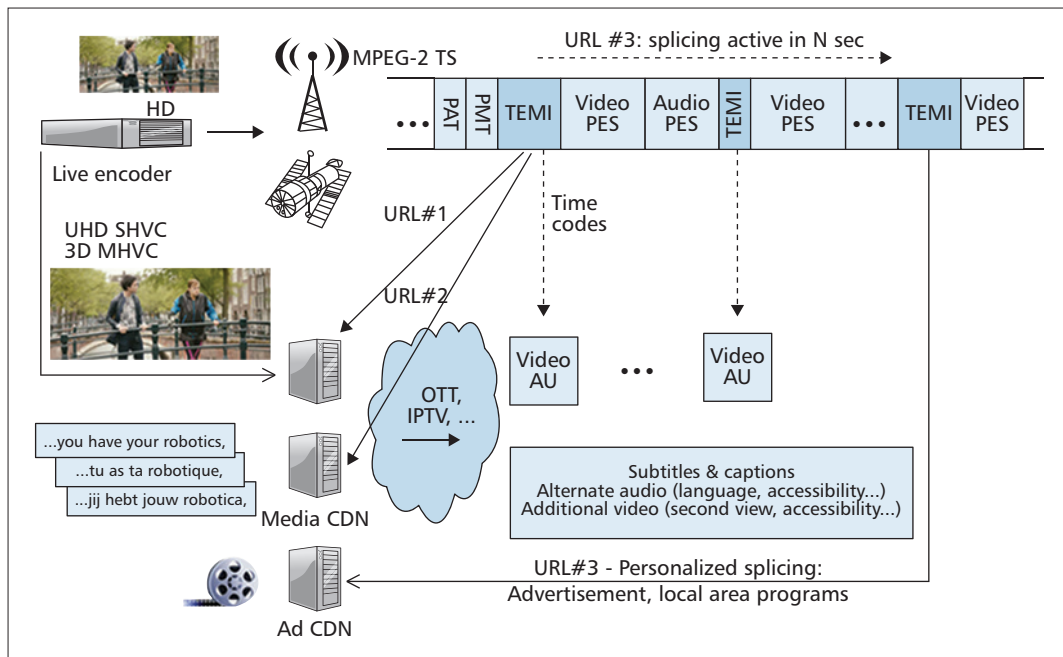 MPEG-2 TS
URL #3: splicing active in N sec
HD
Live encoder
... PAT PMT TEMI Video PES Audio PES TEMI Video PES ... TEMI Video PES
URL#1
Time
codes
UHD SHVC
3D MHVC
URL#2
Video
AU
...
Video
AU
OTT,
IPTV, ...
...you have your robotics,
...tu as ta robotique,
...jij hebt jouw robotica,
Media CDN
Subtitles & captions
Alternate audio (language, accessibility...)
Additional video (second view, accessibility...)
URL#3 - Personalized splicing:
Advertisement, local area programs
Ad CDN